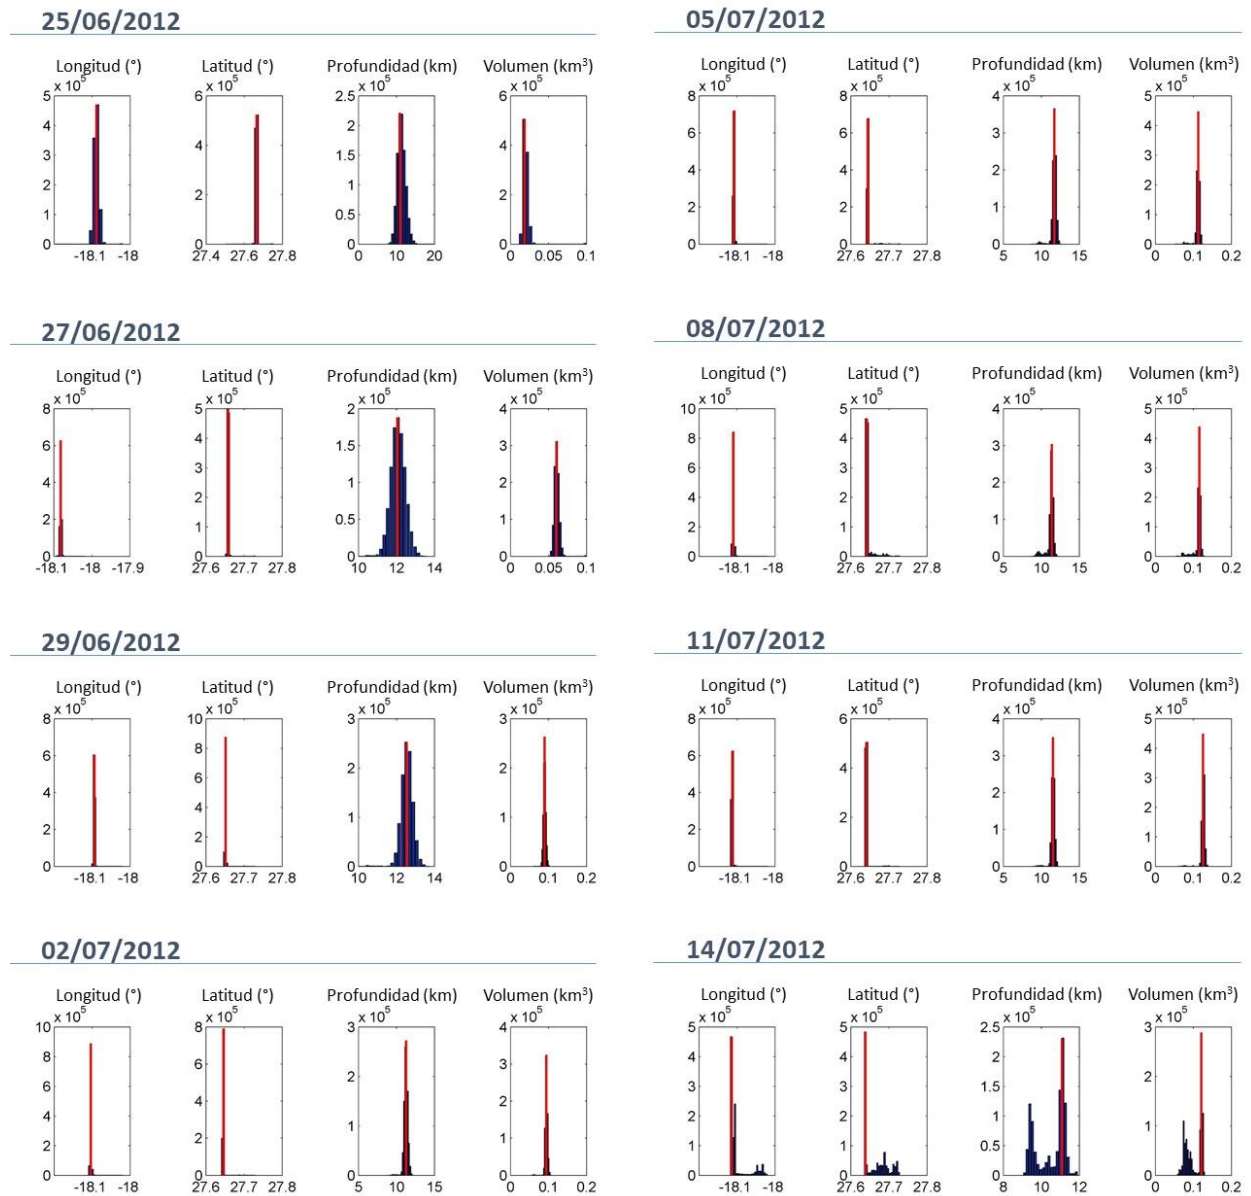 25/06/2012
Longitud (°) Latitud (°) Profundidad (km) Volumen (km³)
x 10⁵ x 10⁵ x 10⁵ x 10⁵
5 6 2.5 6
4 2
4 4
3 1.5
2 1
2 2
1 0.5
0 0 0 0
-18.1 -18 27.4 27.6 27.8 0 10 20 0 0.05 0.1
27/06/2012
Longitud (°) Latitud (°) Profundidad (km) Volumen (km³)
x 10⁵ x 10⁵ x 10⁵ x 10⁵
8 5 2 4
6 4 1.5 3
3
4 1 2
2
2 1 0.5 1
0 0 0 0
-18.1 -18 -17.9 27.6 27.7 27.8 10 12 14 0 0.05 0.1
29/06/2012
Longitud (°) Latitud (°) Profundidad (km) Volumen (km³)
x 10⁵ x 10⁵ x 10⁵ x 10⁵
8 10 3 3
8
6 2 2
6
4
4 1 1
2 2
0 0 0 0
-18.1 -18 27.6 27.7 27.8 10 12 14 0 0.1 0.2
02/07/2012
Longitud (°) Latitud (°) Profundidad (km) Volumen (km³)
x 10⁵ x 10⁵ x 10⁵ x 10⁵
10 8 3 4
8 6 3
6 2
4 2
4 1
2 2 1
0 0 0 0
-18.1 -18 27.6 27.7 27.8 5 10 15 0 0.1 0.2
05/07/2012
Longitud (°) Latitud (°) Profundidad (km) Volumen (km³)
x 10⁵ x 10⁵ x 10⁵ x 10⁵
8 8 4 5
6 6 3 4
3
4 4 2
2
2 2 1 1
0 0 0 0
-18.1 -18 27.6 27.7 27.8 5 10 15 0 0.1 0.2
08/07/2012
Longitud (°) Latitud (°) Profundidad (km) Volumen (km³)
x 10⁵ x 10⁵ x 10⁵ x 10⁵
10 5 4 5
8 4 3 4
6 3 3
2
4 2 2
2 1 1 1
0 0 0 0
-18.1 -18 27.6 27.7 27.8 5 10 15 0 0.1 0.2
11/07/2012
Longitud (°) Latitud (°) Profundidad (km) Volumen (km³)
x 10⁵ x 10⁵ x 10⁵ x 10⁵
8 6 4 5
6 3 4
4 3
4 2
2 2
2 1 1
0 0 0 0
-18.1 -18 27.6 27.7 27.8 5 10 15 0 0.1 0.2
14/07/2012
Longitud (°) Latitud (°) Profundidad (km) Volumen (km³)
x 10⁵ x 10⁵ x 10⁵ x 10⁵
5 5 2.5 3
4 4 2
2
3 3 1.5
2 2 1
1
1 1 0.5
0 0 0 0
-18.1 -18 27.6 27.7 27.8 8 10 12 0 0.1 0.2